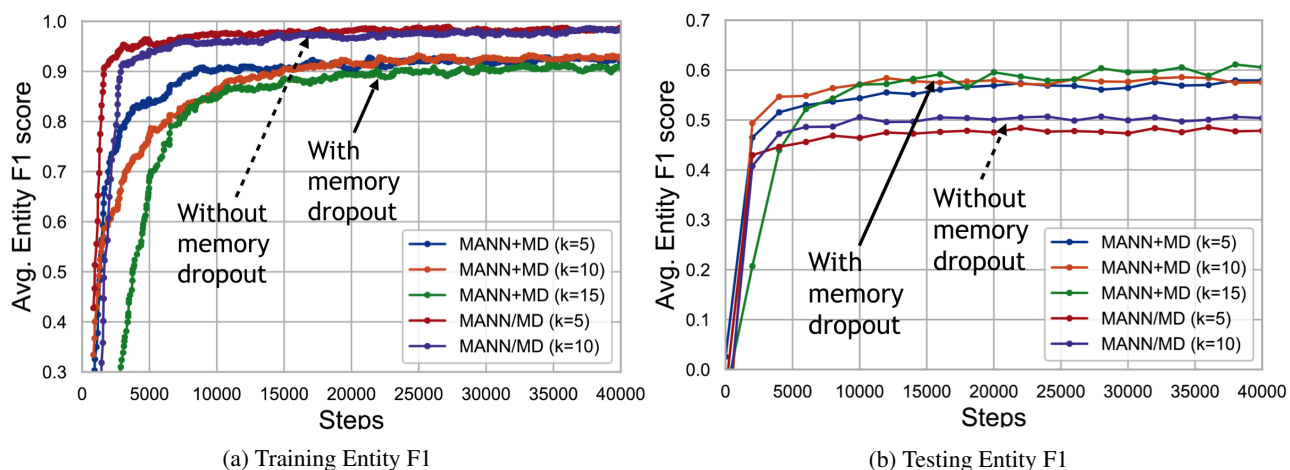 Avg. Entity F1 score
1.0
0.9
0.8
0.7
0.6
0.5
0.4
0.3
0
5000
10000
15000
20000
25000
30000
35000
40000
Steps
Without
memory
dropout
With
memory
dropout
MANN+MD (k=5)
MANN+MD (k=10)
MANN+MD (k=15)
MANN/MD (k=5)
MANN/MD (k=10)
(a) Training Entity F1
Avg. Entity F1 score
0.7
0.6
0.5
0.4
0.3
0.2
0.1
0.0
0
5000
10000
15000
20000
25000
30000
35000
40000
Steps
With
memory
dropout
Without
memory
dropout
MANN+MD (k=5)
MANN+MD (k=10)
MANN+MD (k=15)
MANN/MD (k=5)
MANN/MD (k=10)
(b) Testing Entity F1